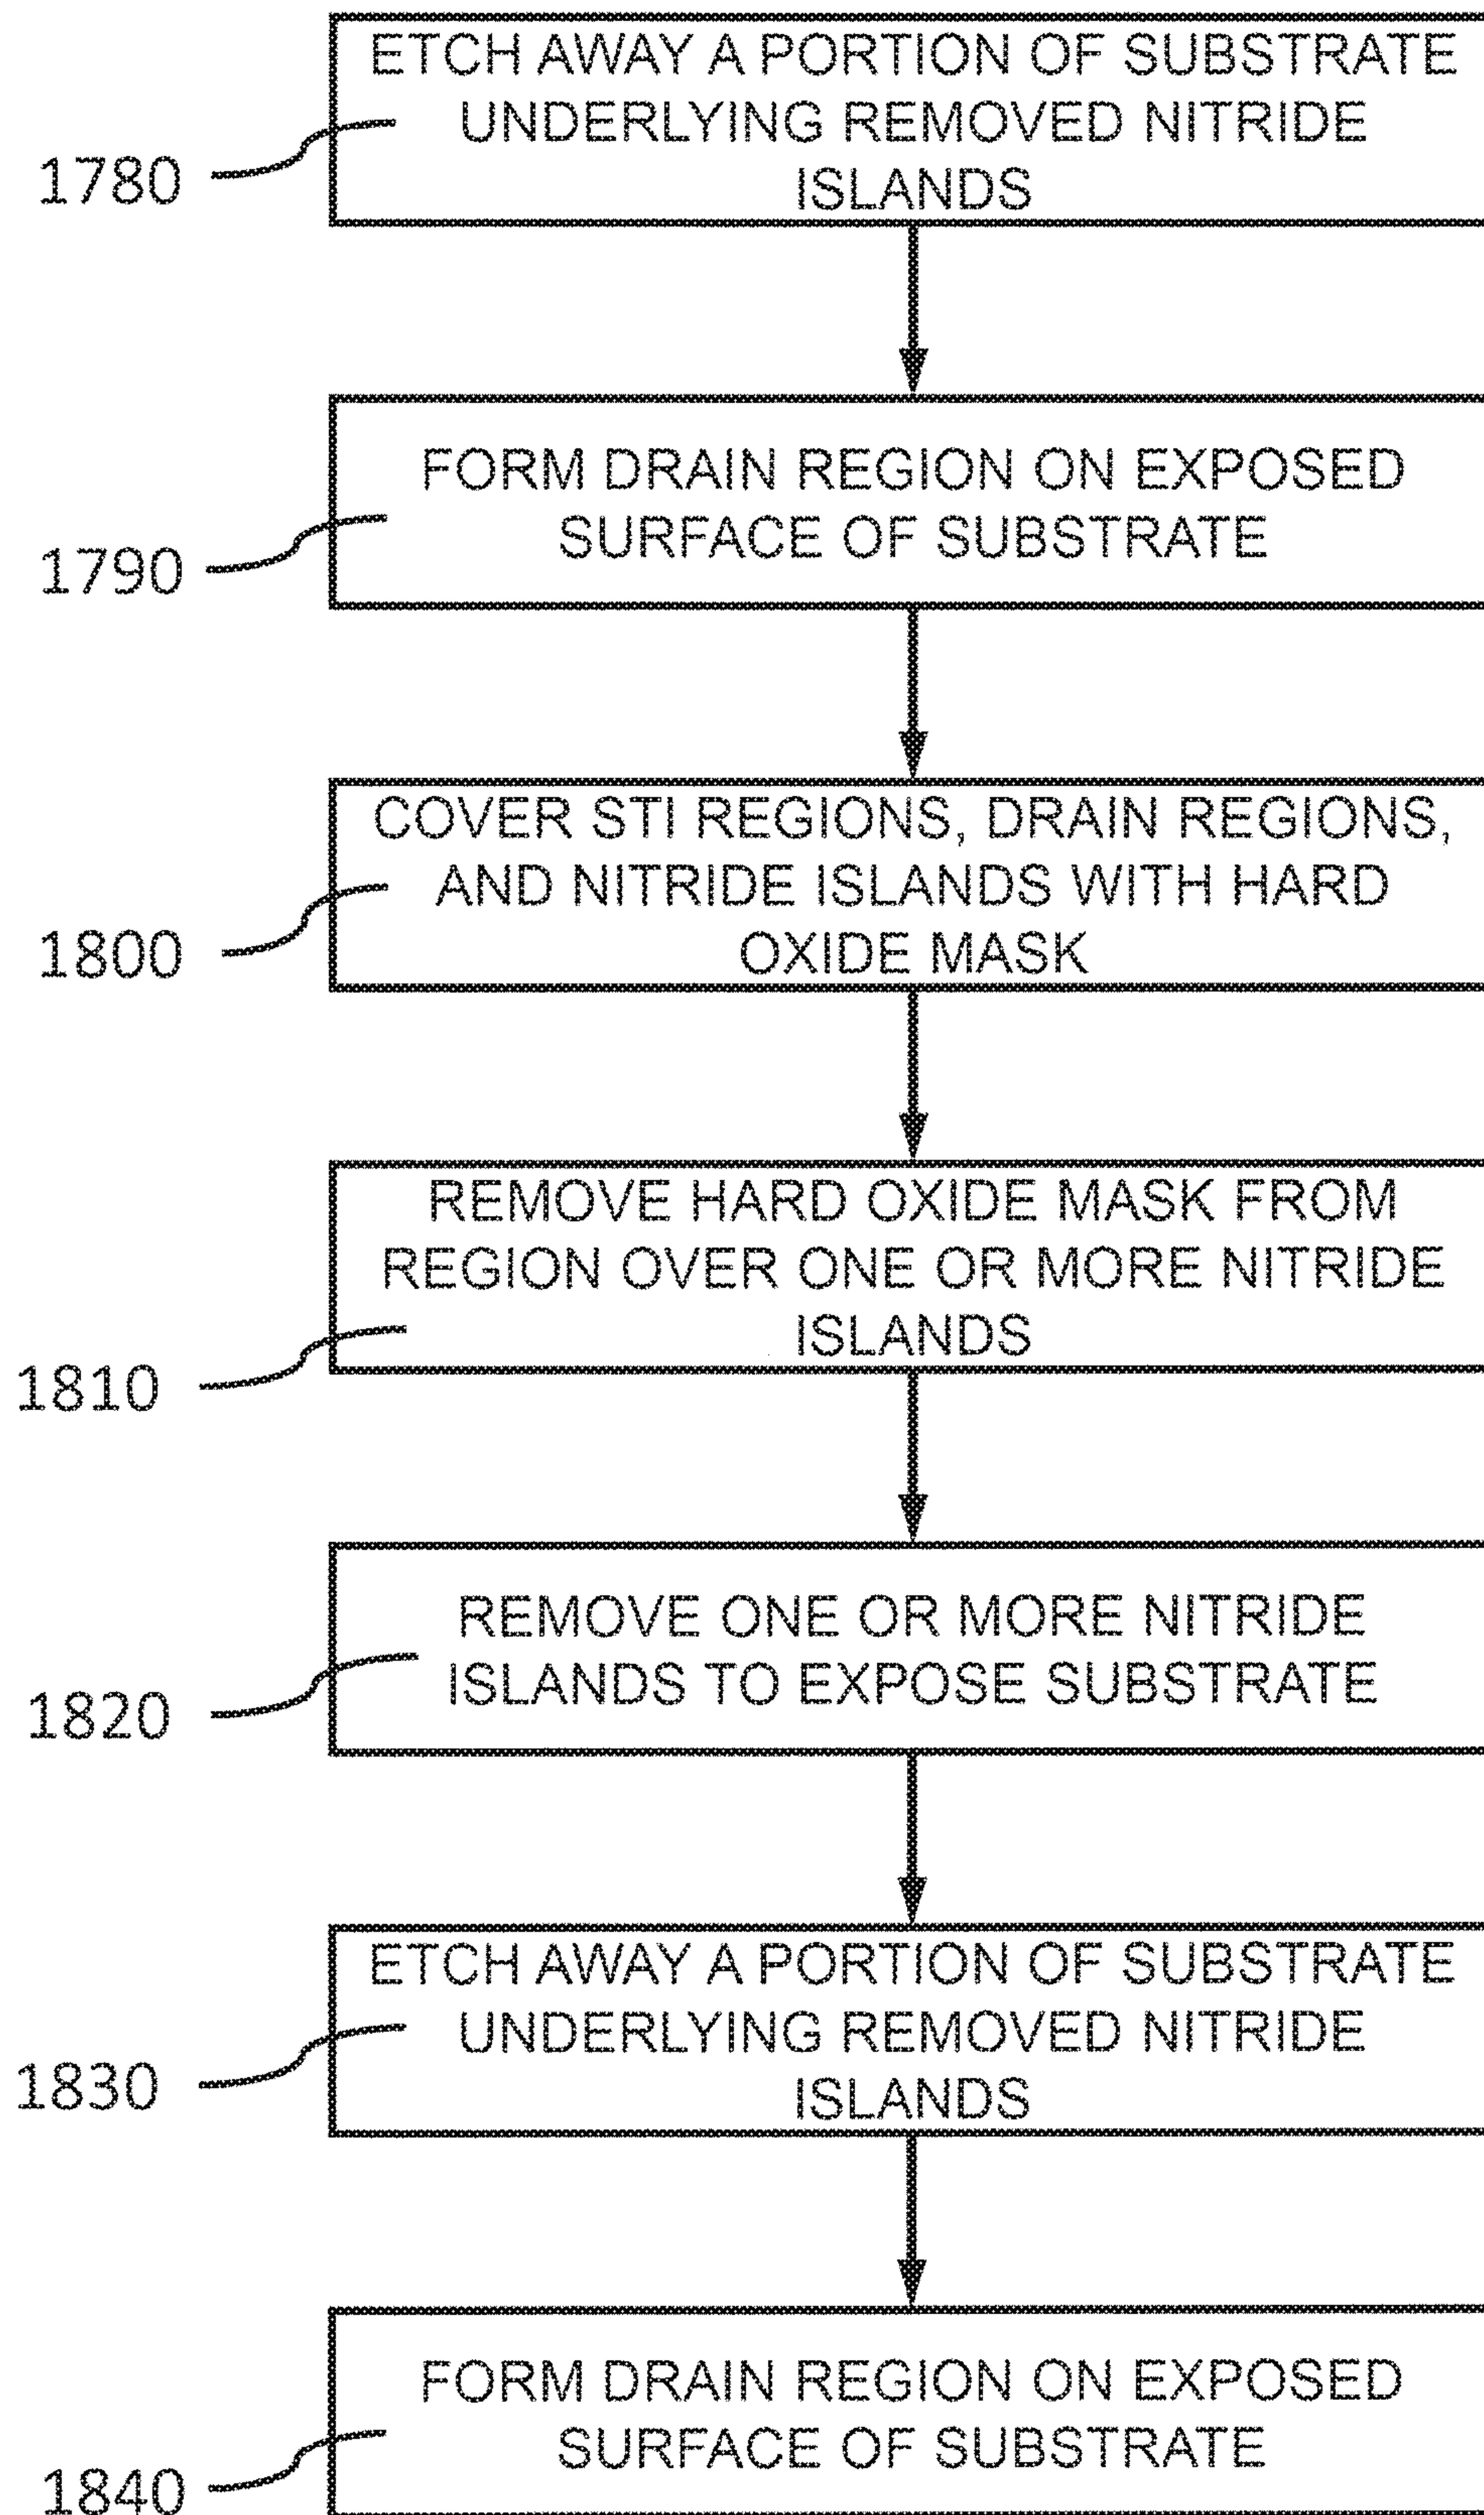 ETCH AWAY A PORTION OF SUBSTRATE
UNDERLYING REMOVED NITRIDE
ISLANDS
1780
FORM DRAIN REGION ON EXPOSED
SURFACE OF SUBSTRATE
1790
COVER STI REGIONS, DRAIN REGIONS,
AND NITRIDE ISLANDS WITH HARD
OXIDE MASK
1800
REMOVE HARD OXIDE MASK FROM
REGION OVER ONE OR MORE NITRIDE
ISLANDS
1810
REMOVE ONE OR MORE NITRIDE
ISLANDS TO EXPOSE SUBSTRATE
1820
ETCH AWAY A PORTION OF SUBSTRATE
UNDERLYING REMOVED NITRIDE
ISLANDS
1830
FORM DRAIN REGION ON EXPOSED
SURFACE OF SUBSTRATE
1840